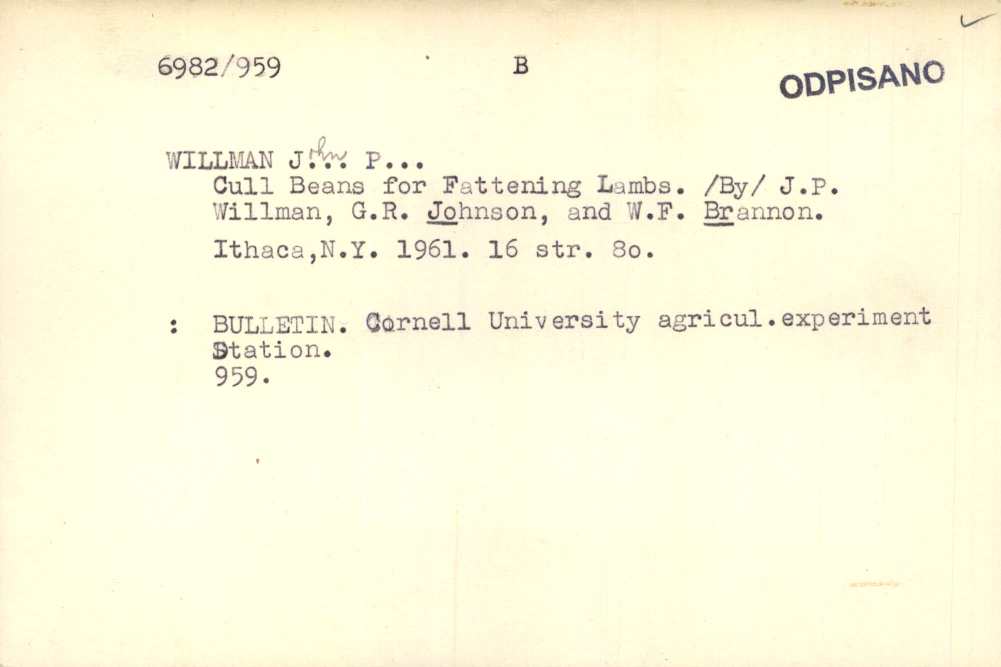 6982/959 B ODPISANO
WILLMAN John P...
Cull Beans for Fattening Lambs. /By/ J.P.
Willman, G.R. Johnson, and W.F. Brannon.
Ithaca,N.Y. 1961. 16 str. 8o.
: BULLETIN. Cornell University agricul.experiment
Station.
959.